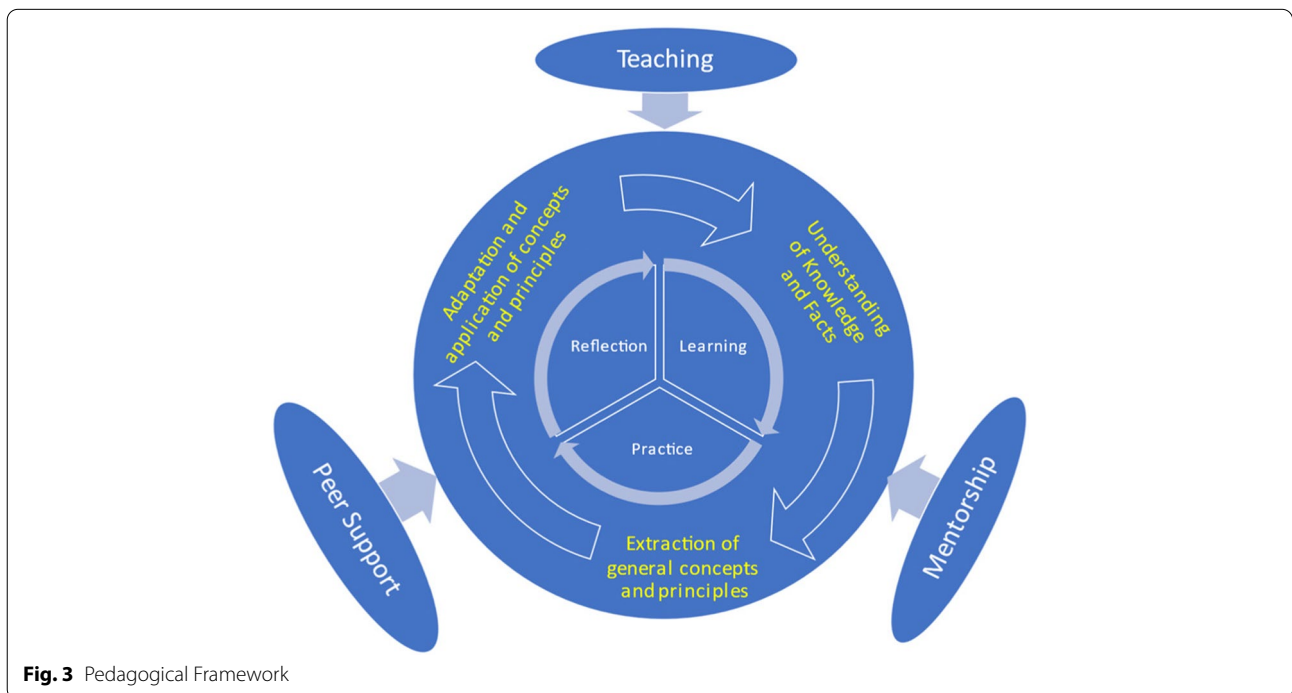 Teaching
Adaptation and
application of concepts
and principles
Understanding
of Knowledge
and Facts
Reflection
Learning
Practice
Peer Support
Mentorship
Extraction of
general concepts
and principles
Fig. 3 Pedagogical Framework